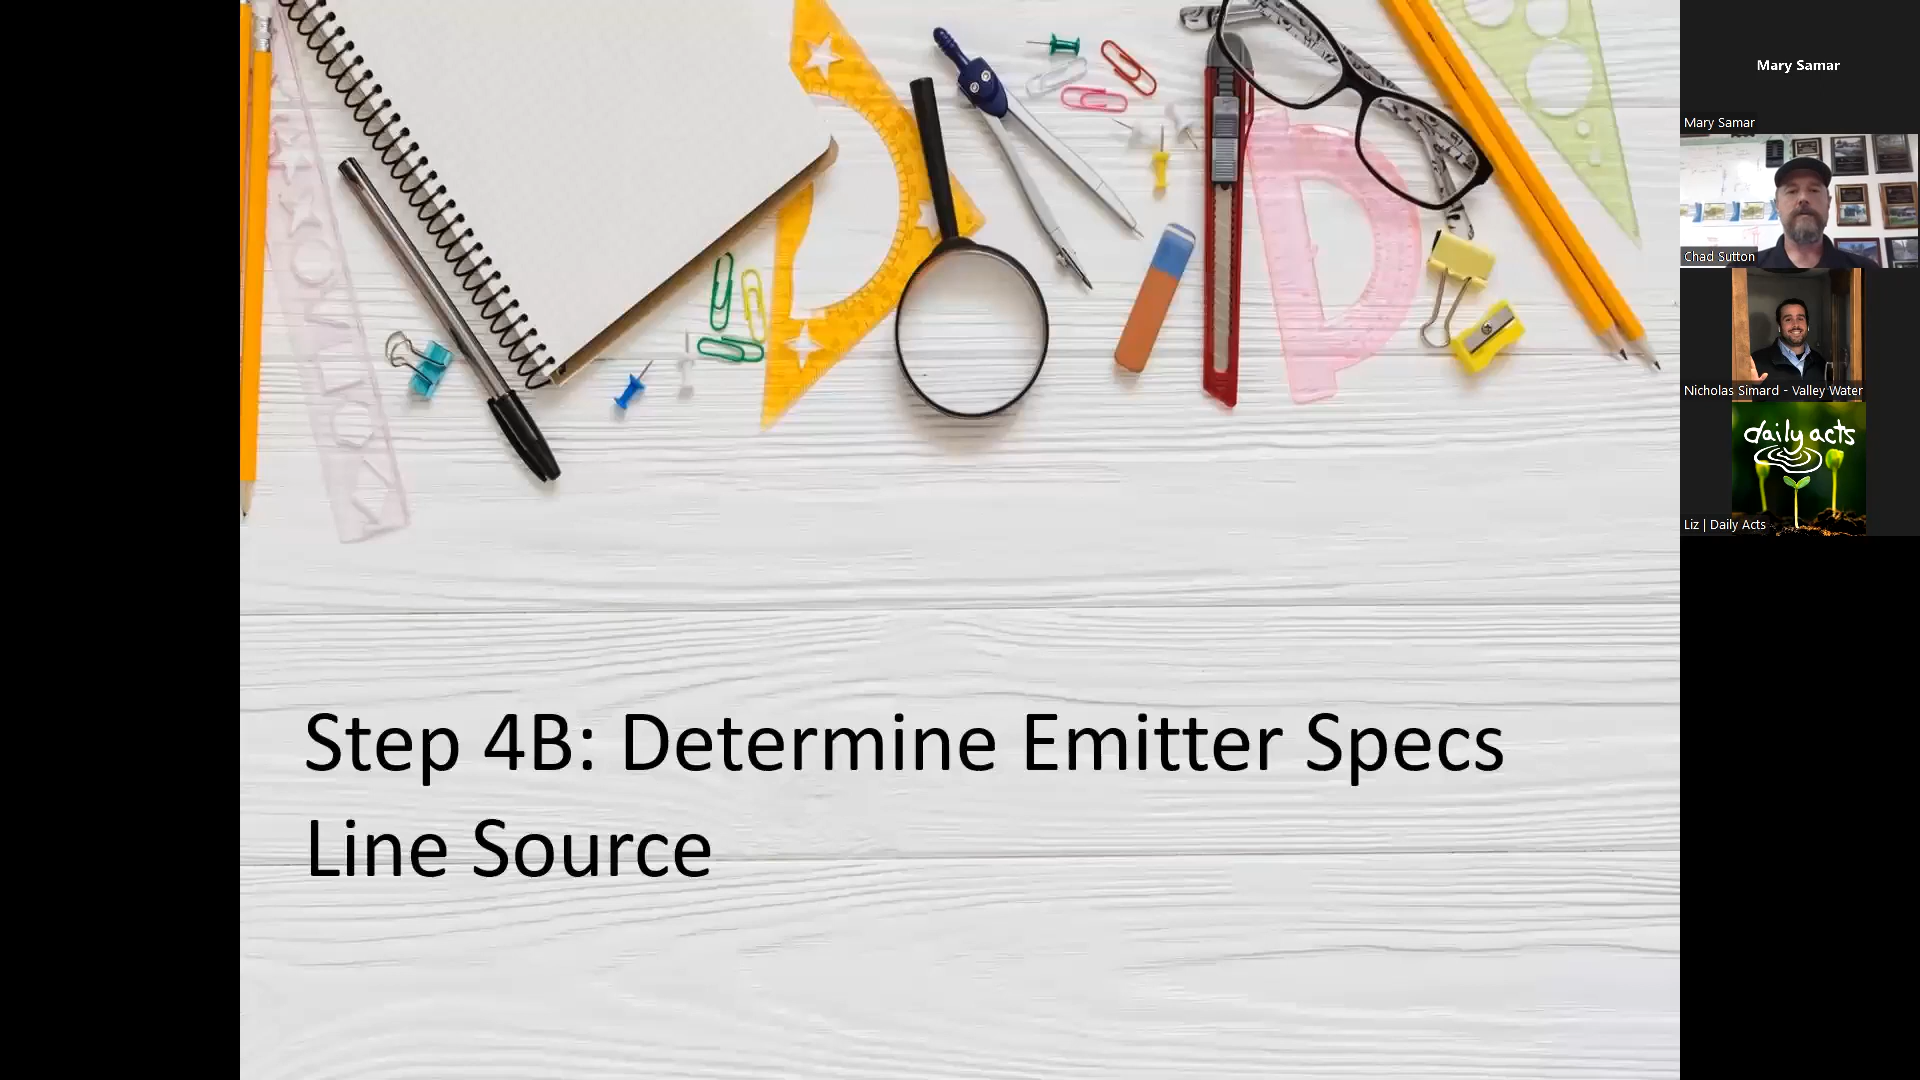 Step 4B: Determine Emitter Specs
Line Source
Mary Samar
Mary Samar
Chad Sutton
Nicholas Simard - Valley Water
daily acts
Liz | Daily Acts